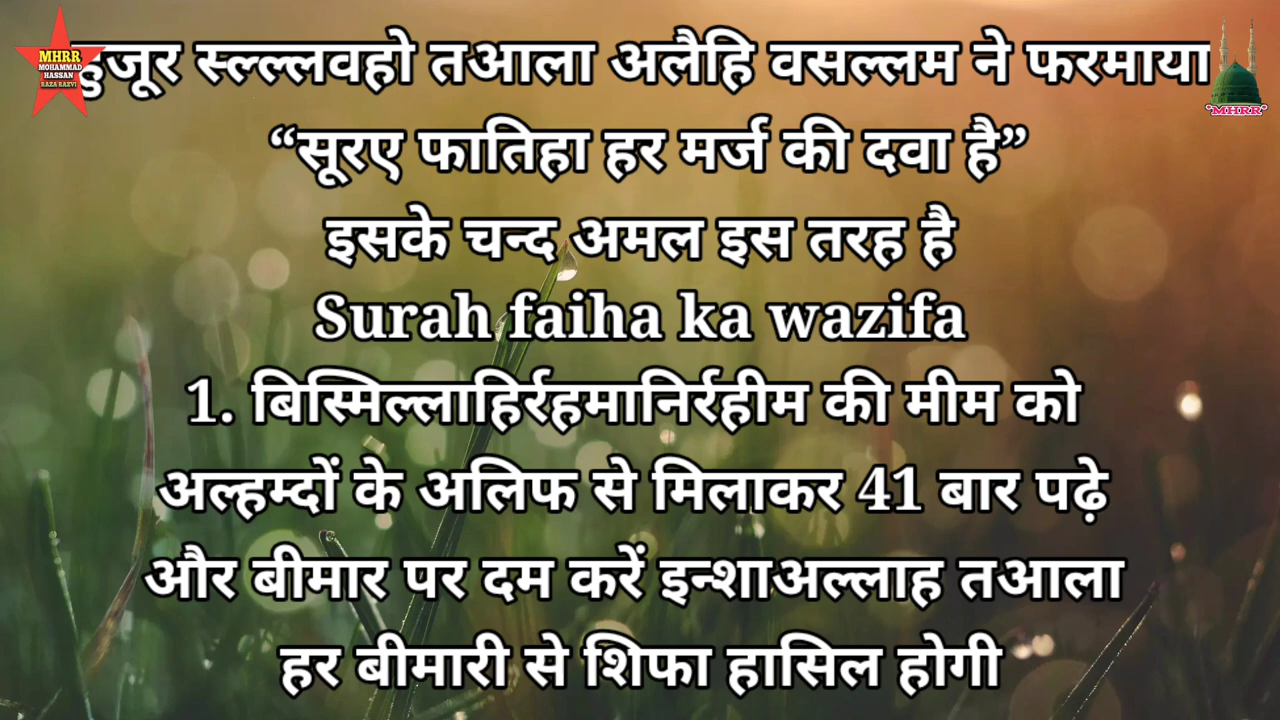 MHRR
MOHAMMAD
HASSAN
RAZA RAZVI
हुजूर स्ल्ल्लवहो तआला अलैहि वसल्लम ने फरमाया
"MHRR"
“सूरए फातिहा हर मर्ज की दवा है”
इसके चन्द अमल इस तरह है
Surah faiha ka wazifa
1. बिस्मिल्लाहिर्रहमानिर्रहीम की मीम को
अल्हम्दों के अलिफ से मिलाकर 41 बार पढ़े
और बीमार पर दम करें इन्शाअल्लाह तआला
हर बीमारी से शिफा हासिल होगी